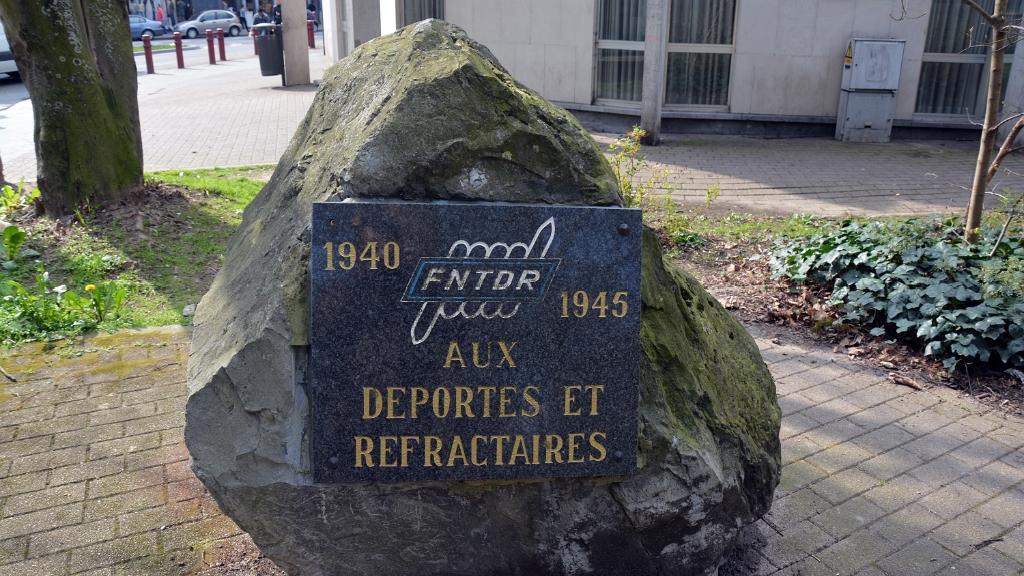 1940
FNTDR
1945
AUX
DEPORTES ET
REFRACTAIRES